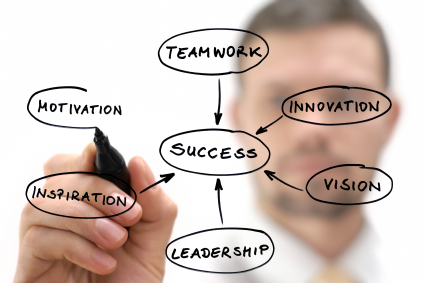 TEAMWORK
MOTIVATION
INNOVATION
SUCCESS
INSPIRATION
VISION
LEADERSHIP